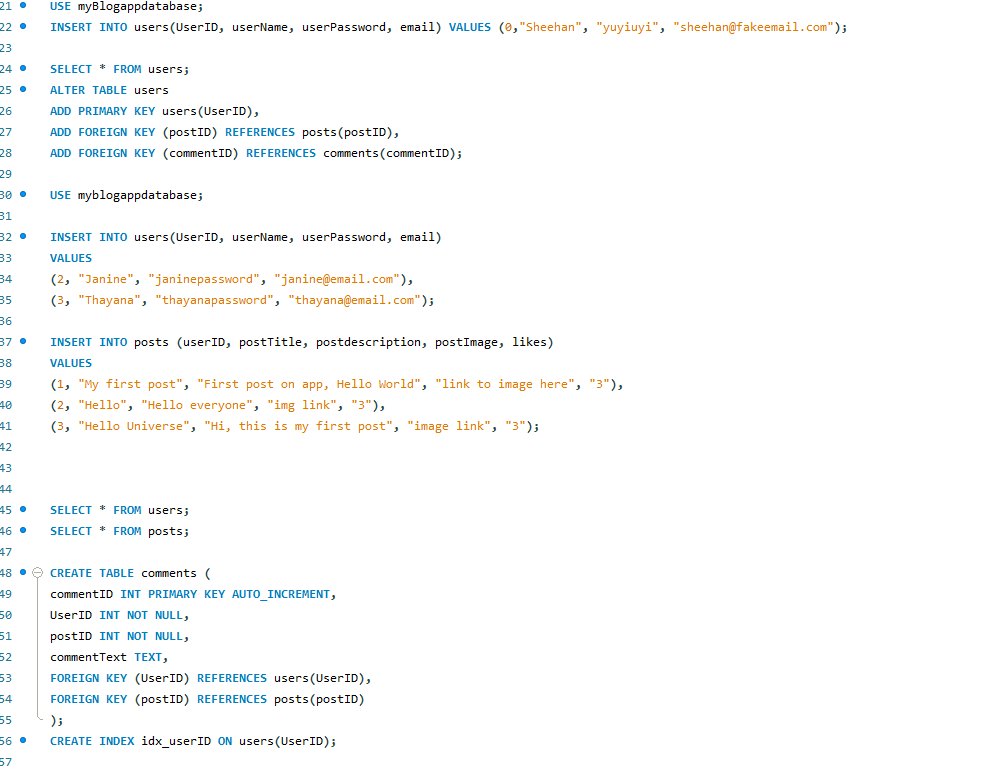 21 USE myBlogappdatabase;
22 INSERT INTO users(UserID, userName, userPassword, email) VALUES (0,"Sheehan", "yuyiuyi", "sheehan@fakeemail.com");
23
24 SELECT * FROM users;
25 ALTER TABLE users
26 ADD PRIMARY KEY users(UserID),
27 ADD FOREIGN KEY (postID) REFERENCES posts(postID),
28 ADD FOREIGN KEY (commentID) REFERENCES comments(commentID);
29
30 USE myblogappdatabase;
31
32 INSERT INTO users(UserID, userName, userPassword, email)
33 VALUES
34 (2, "Janine", "janinepassword", "janine@email.com"),
35 (3, "Thayana", "thayanapassword", "thayana@email.com");
36
37 INSERT INTO posts (userID, postTitle, postdescription, postImage, likes)
38 VALUES
39 (1, "My first post", "First post on app, Hello World", "link to image here", "3"),
40 (2, "Hello", "Hello everyone", "img link", "3"),
41 (3, "Hello Universe", "Hi, this is my first post", "image link", "3");
42
43
44
45 SELECT * FROM users;
46 SELECT * FROM posts;
47
48 CREATE TABLE comments (
49 commentID INT PRIMARY KEY AUTO_INCREMENT,
50 UserID INT NOT NULL,
51 postID INT NOT NULL,
52 commentText TEXT,
53 FOREIGN KEY (UserID) REFERENCES users(UserID),
54 FOREIGN KEY (postID) REFERENCES posts(postID)
55 );
56 CREATE INDEX idx_userID ON users(UserID);
57